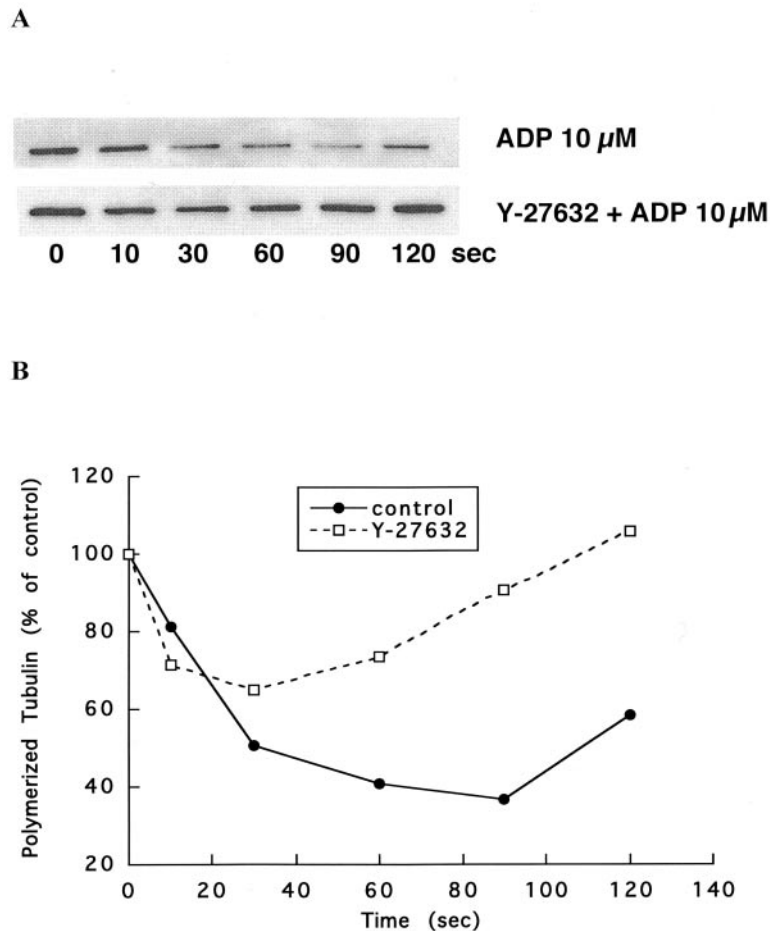 A
ADP 10 µM
Y-27632 + ADP 10 µM
0 10 30 60 90 120 sec
B
Polymerized Tubulin (% of control)
120
100
80
60
40
20
control
Y-27632
0 20 40 60 80 100 120 140
Time (sec)